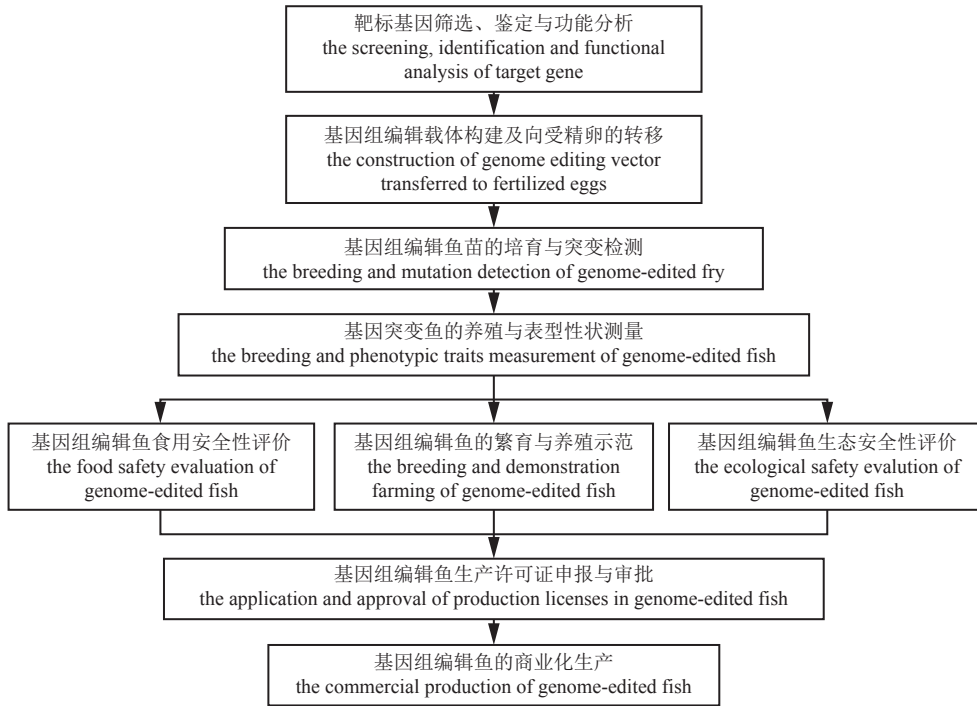 靶标基因筛选、鉴定与功能分析
the screening, identification and functional
analysis of target gene
基因组编辑载体构建及向受精卵的转移
the construction of genome editing vector
transferred to fertilized eggs
基因组编辑鱼苗的培育与突变检测
the breeding and mutation detection of genome-edited fry
基因突变鱼的养殖与表型性状测量
the breeding and phenotypic traits measurement of genome-edited fish
基因组编辑鱼食用安全性评价
the food safety evaluation of
genome-edited fish
基因组编辑鱼的繁育与养殖示范
the breeding and demonstration
farming of genome-edited fish
基因组编辑鱼生态安全性评价
the ecological safety evalution of
genome-edited fish
基因组编辑鱼生产许可证申报与审批
the application and approval of production licenses in genome-edited fish
基因组编辑鱼的商业化生产
the commercial production of genome-edited fish